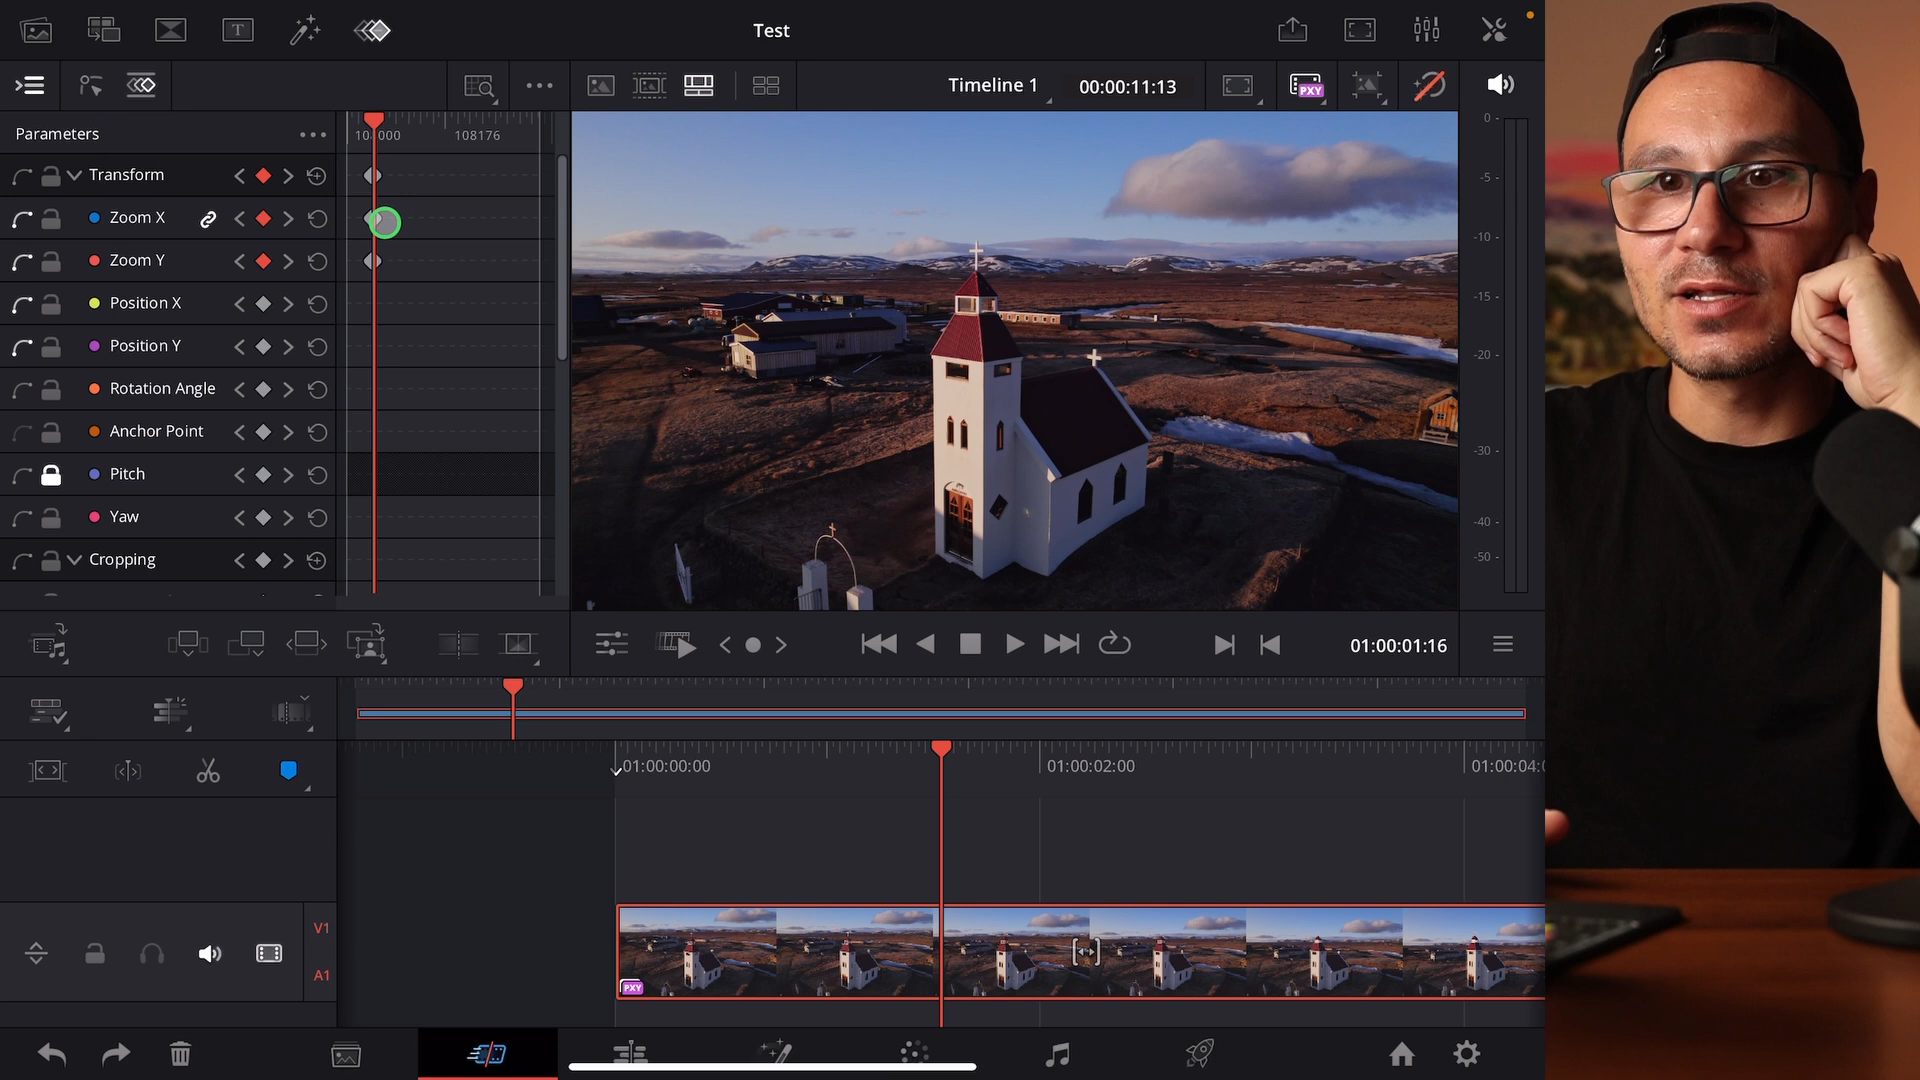 T
Test
Timeline 1
00:00:11:13
PXY
Parameters
108176
0
-5
-10
-15
-20
-30
-40
-50
Transform
Zoom X
Zoom Y
Position X
Position Y
Rotation Angle
Anchor Point
Pitch
Yaw
Cropping
01:00:01:16
01:00:00:00
01:00:02:00
V1
A1
PXY